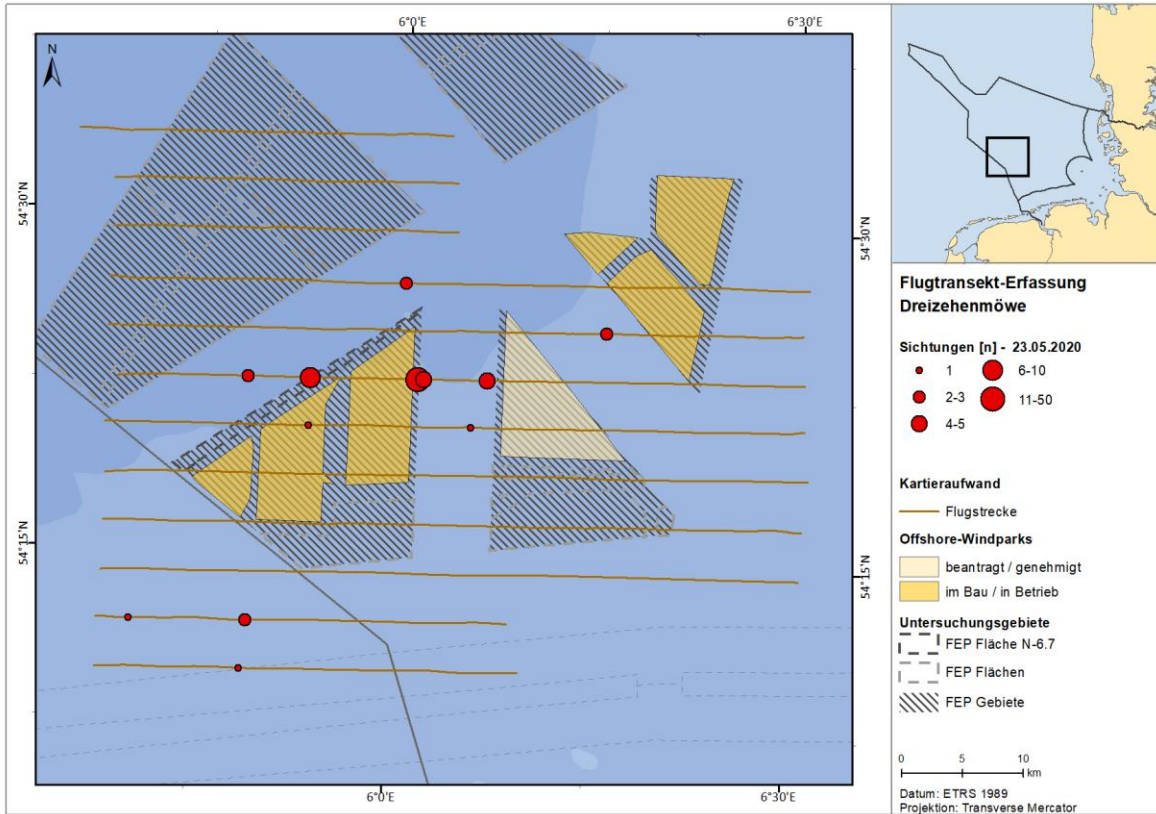 6°0'E
6°30'E
N
54°30'N
54°30'N
54°15'N
54°15'N
6°0'E
6°30'E
Flugtransekt-Erfassung
Dreizehenmöwe
Sichtungen [n] - 23.05.2020
1
6-10
2-3
11-50
4-5
Kartieraufwand
Flugstrecke
Offshore-Windparks
beantragt / genehmigt
im Bau / in Betrieb
Untersuchungsgebiete
FEP Fläche N-6.7
FEP Flächen
FEP Gebiete
0 5 10
km
Datum: ETRS 1989
Projektion: Transverse Mercator